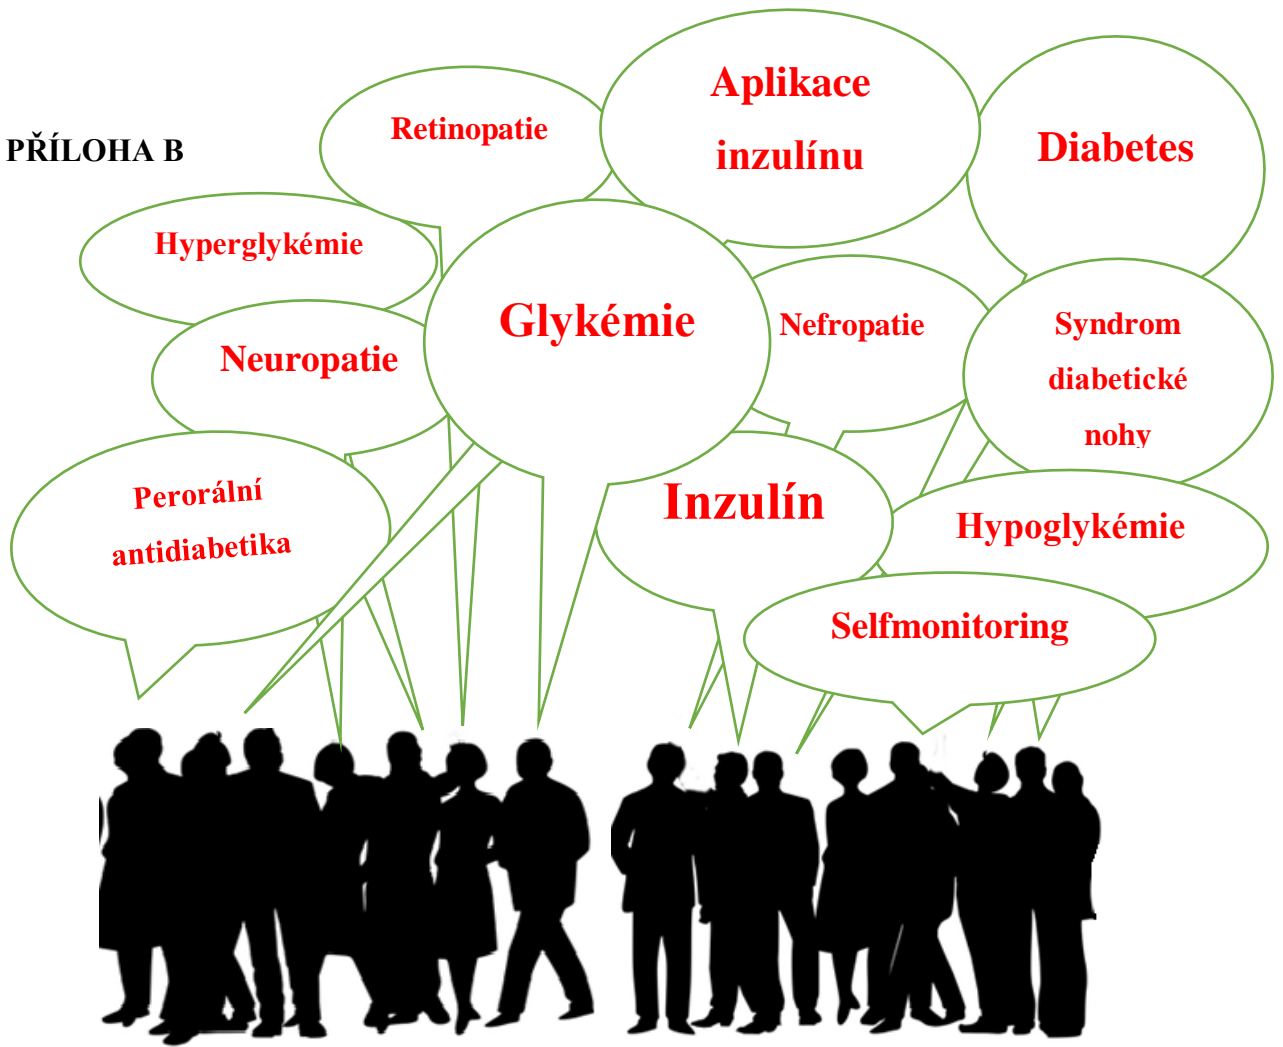 PŘÍLOHA B
Retinopatie
Aplikace
inzulínu
Diabetes
Hyperglykémie
Glykémie
Nefropatie
Neuropatie
Syndrom
diabetické
nohy
Perorální
antidiabetika
Inzulín
Hypoglykémie
Selfmonitoring